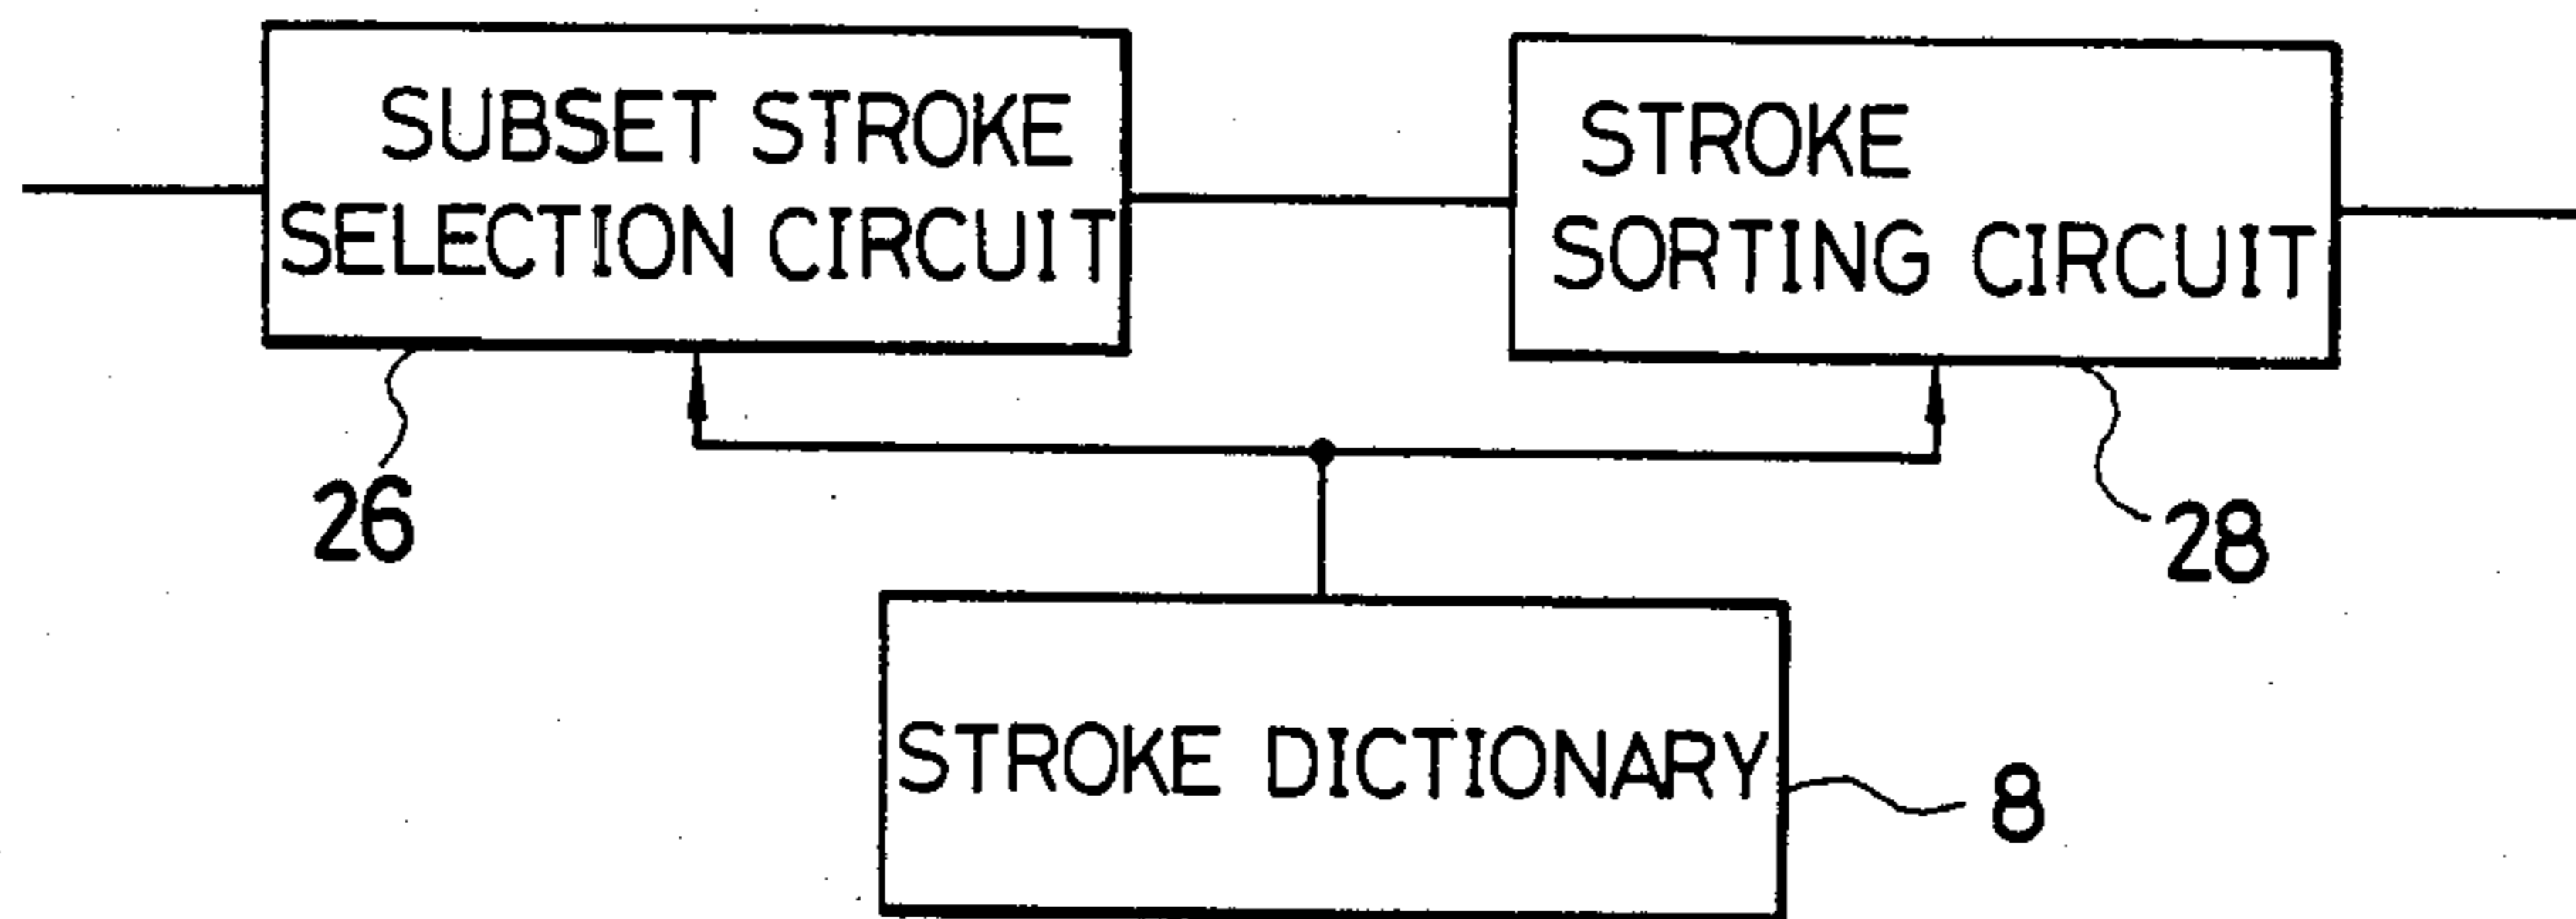 SUBSET STROKE
SELECTION CIRCUIT
STROKE
SORTING CIRCUIT
26
28
STROKE DICTIONARY
8